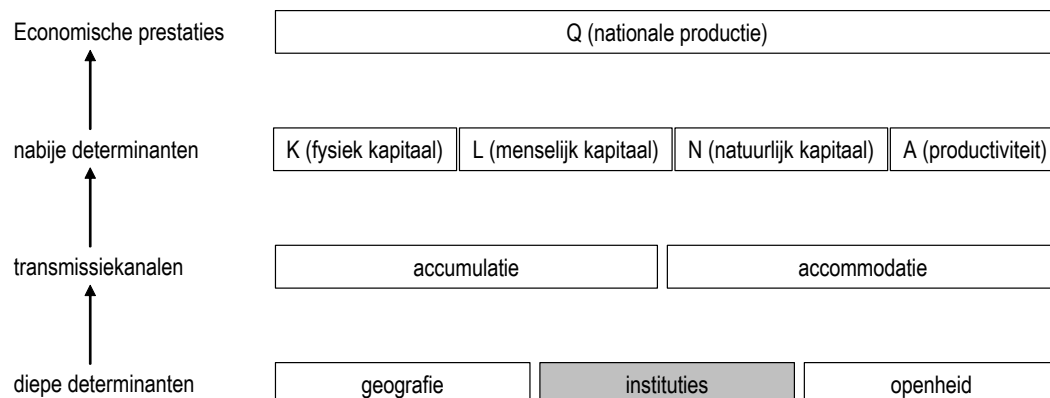 Economische prestaties Q (nationale productie)
nabije determinanten K (fysiek kapitaal) L (menselijk kapitaal) N (natuurlijk kapitaal) A (productiviteit)
transmissiekanalen accumulatie accommodatie
diepe determinanten geografie instituties openheid